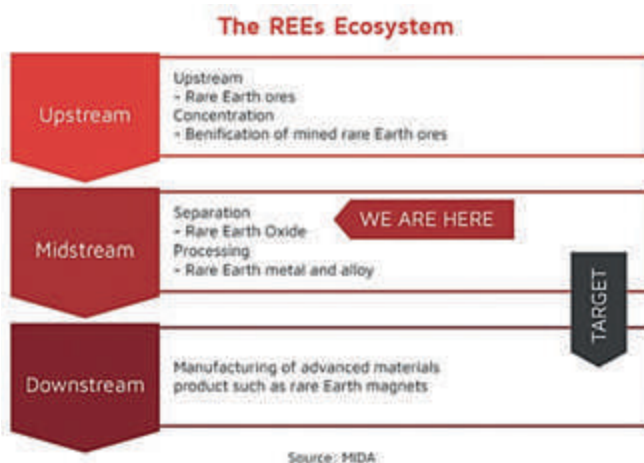 The REEs Ecosystem
Upstream
Upstream
- Rare Earth ores
Concentration
- Benification of mined rare Earth ores
Midstream
Separation
- Rare Earth Oxide
Processing
- Rare Earth metal and alloy
WE ARE HERE
TARGET
Downstream
Manufacturing of advanced materials
product such as rare Earth magnets
Source: MIDA